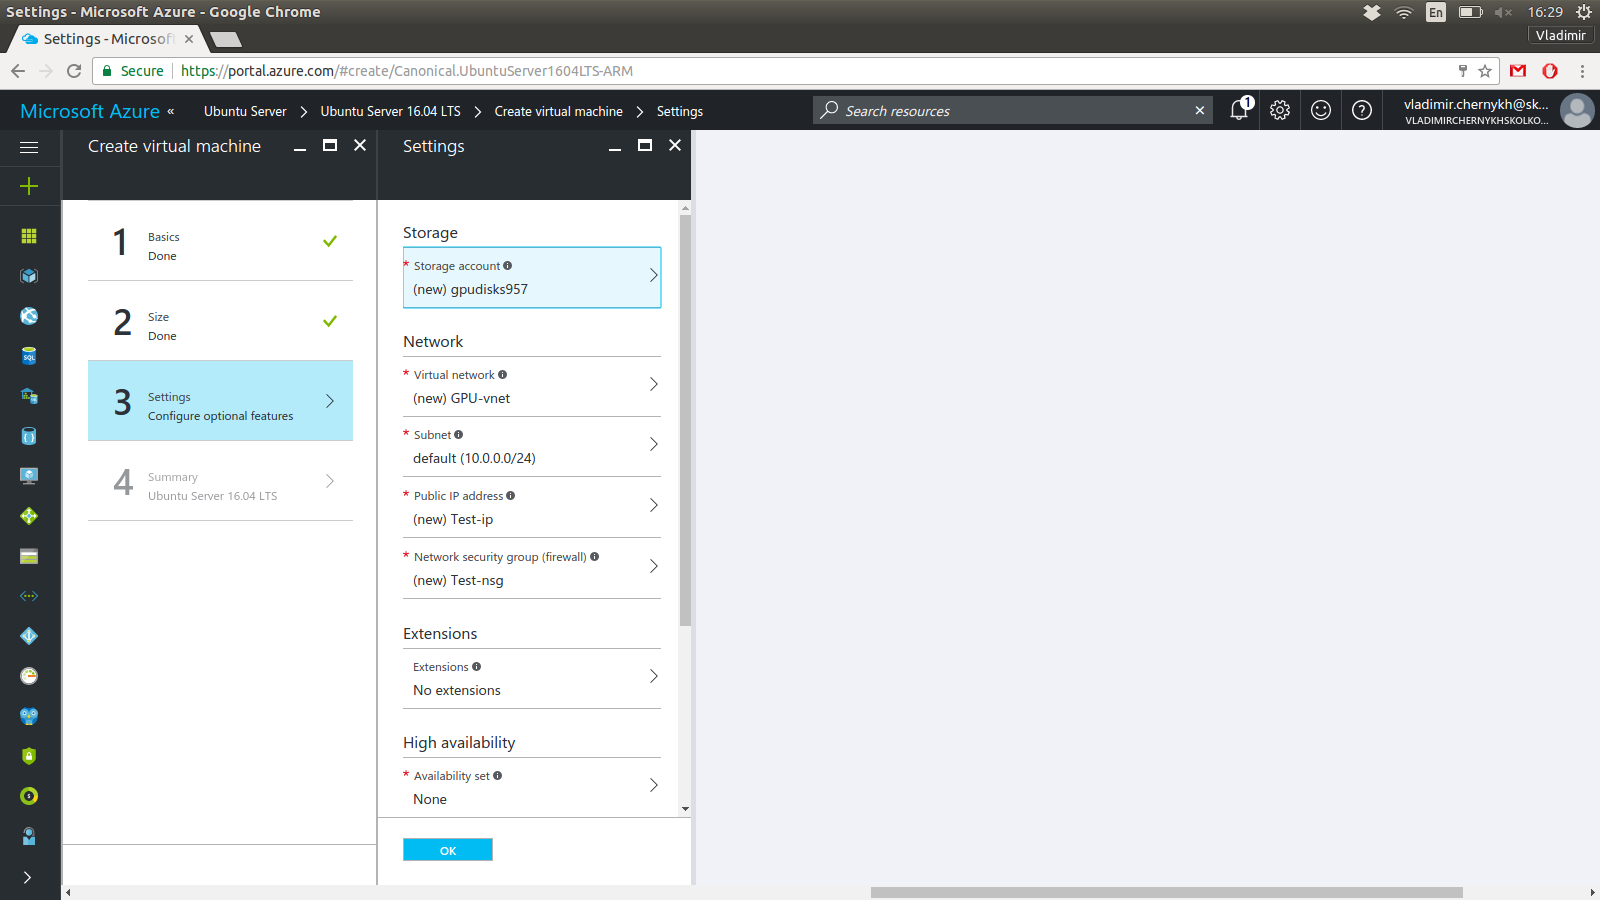 Settings - Microsoft Azure - Google Chrome
En
16:29
Settings - Microsoft
Vladimir
Secure
https://portal.azure.com/#create/Canonical.UbuntuServer1604LTS-ARM
Microsoft Azure «
Ubuntu Server
Ubuntu Server 16.04 LTS
Create virtual machine
Settings
Search resources
1
vladimir.chernykh@sk...
VLADIMIRCHERNYKHSKOLKO...
Create virtual machine
1
Basics
Done
2
Size
Done
3
Settings
Configure optional features
4
Summary
Ubuntu Server 16.04 LTS
Settings
Storage
* Storage account
(new) gpudisks957
Network
* Virtual network
(new) GPU-vnet
* Subnet
default (10.0.0.0/24)
* Public IP address
(new) Test-ip
* Network security group (firewall)
(new) Test-nsg
Extensions
Extensions
No extensions
High availability
* Availability set
None
OK
SQL